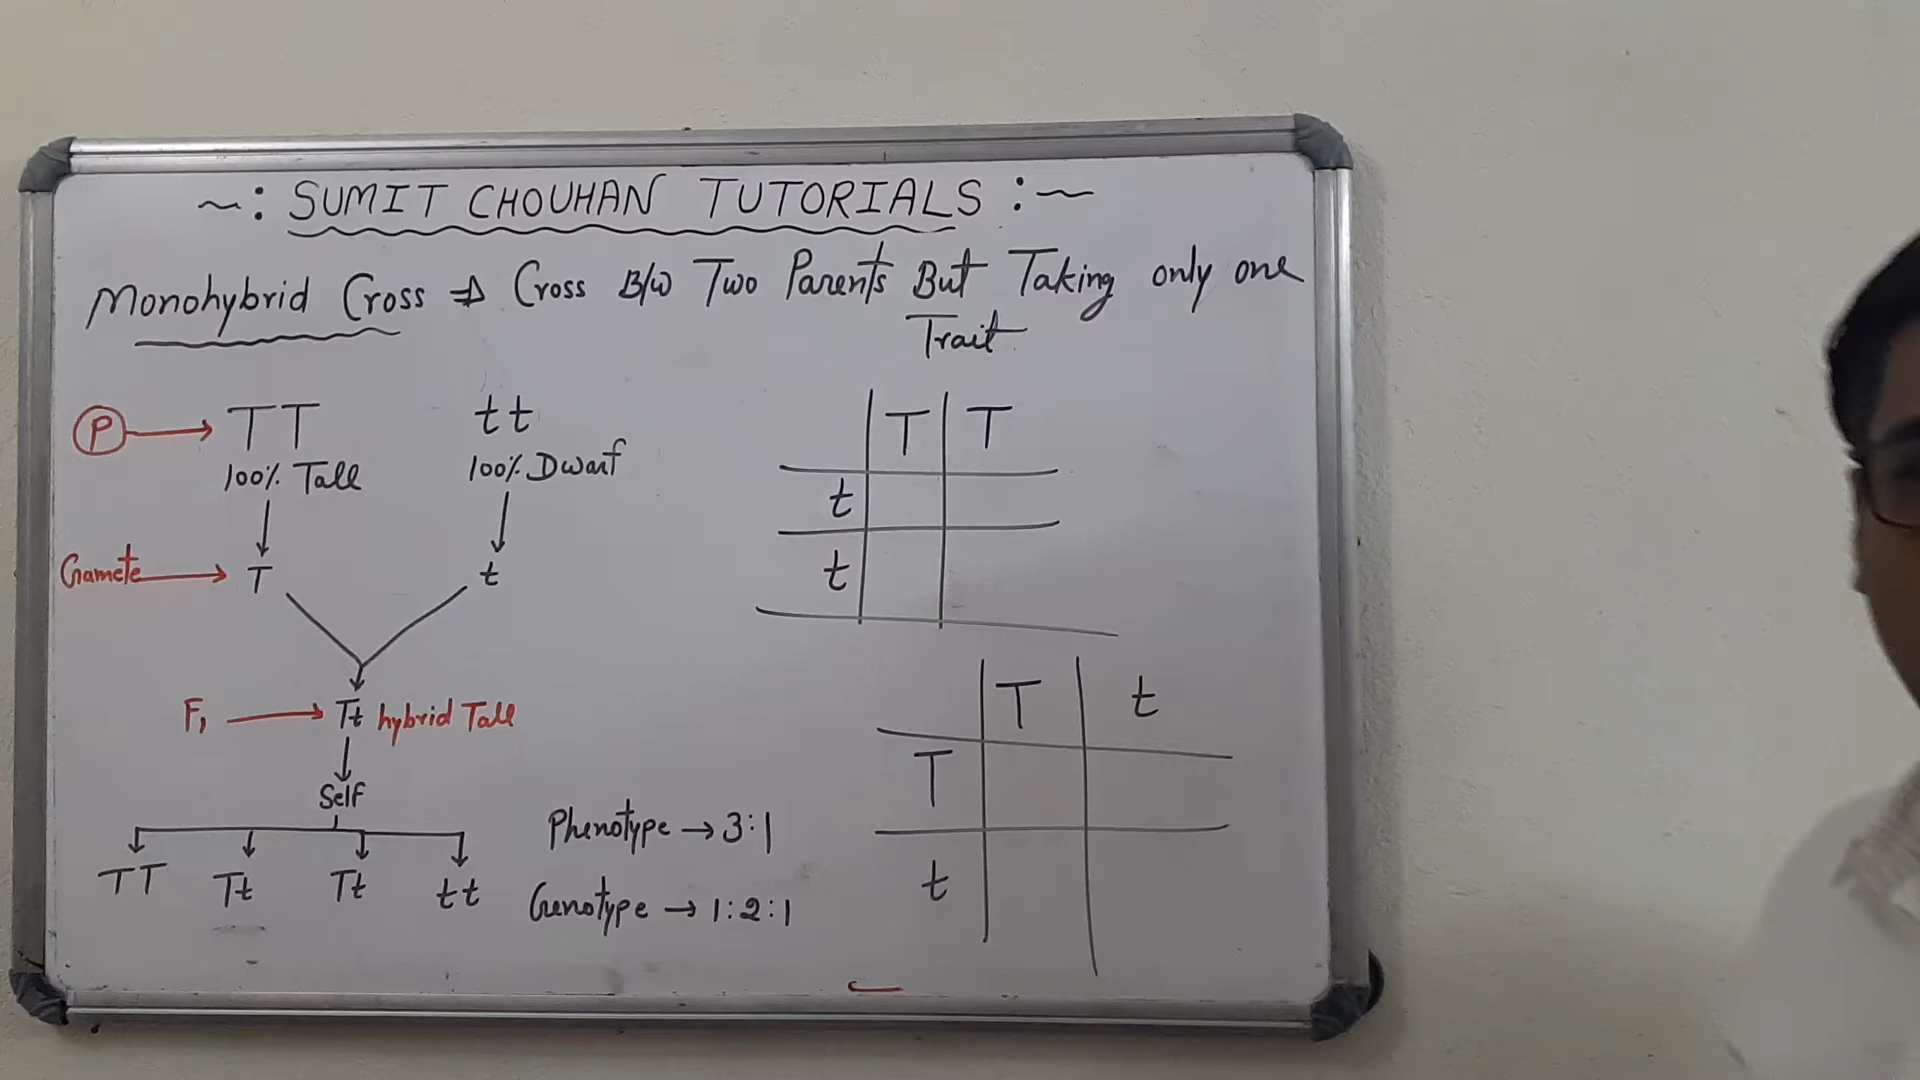 ~: SUMIT CHOUHAN TUTORIALS :~
Monohybrid Cross ⇒ Cross B/w Two Parents But Taking only one
Trait
P → TT tt
100% Tall 100% Dwarf
Gamete → T t
F1 → Tt hybrid Tall
Self
TT Tt Tt tt
Phenotype → 3:1
Genotype → 1:2:1
T T
t
t
T t
T
t